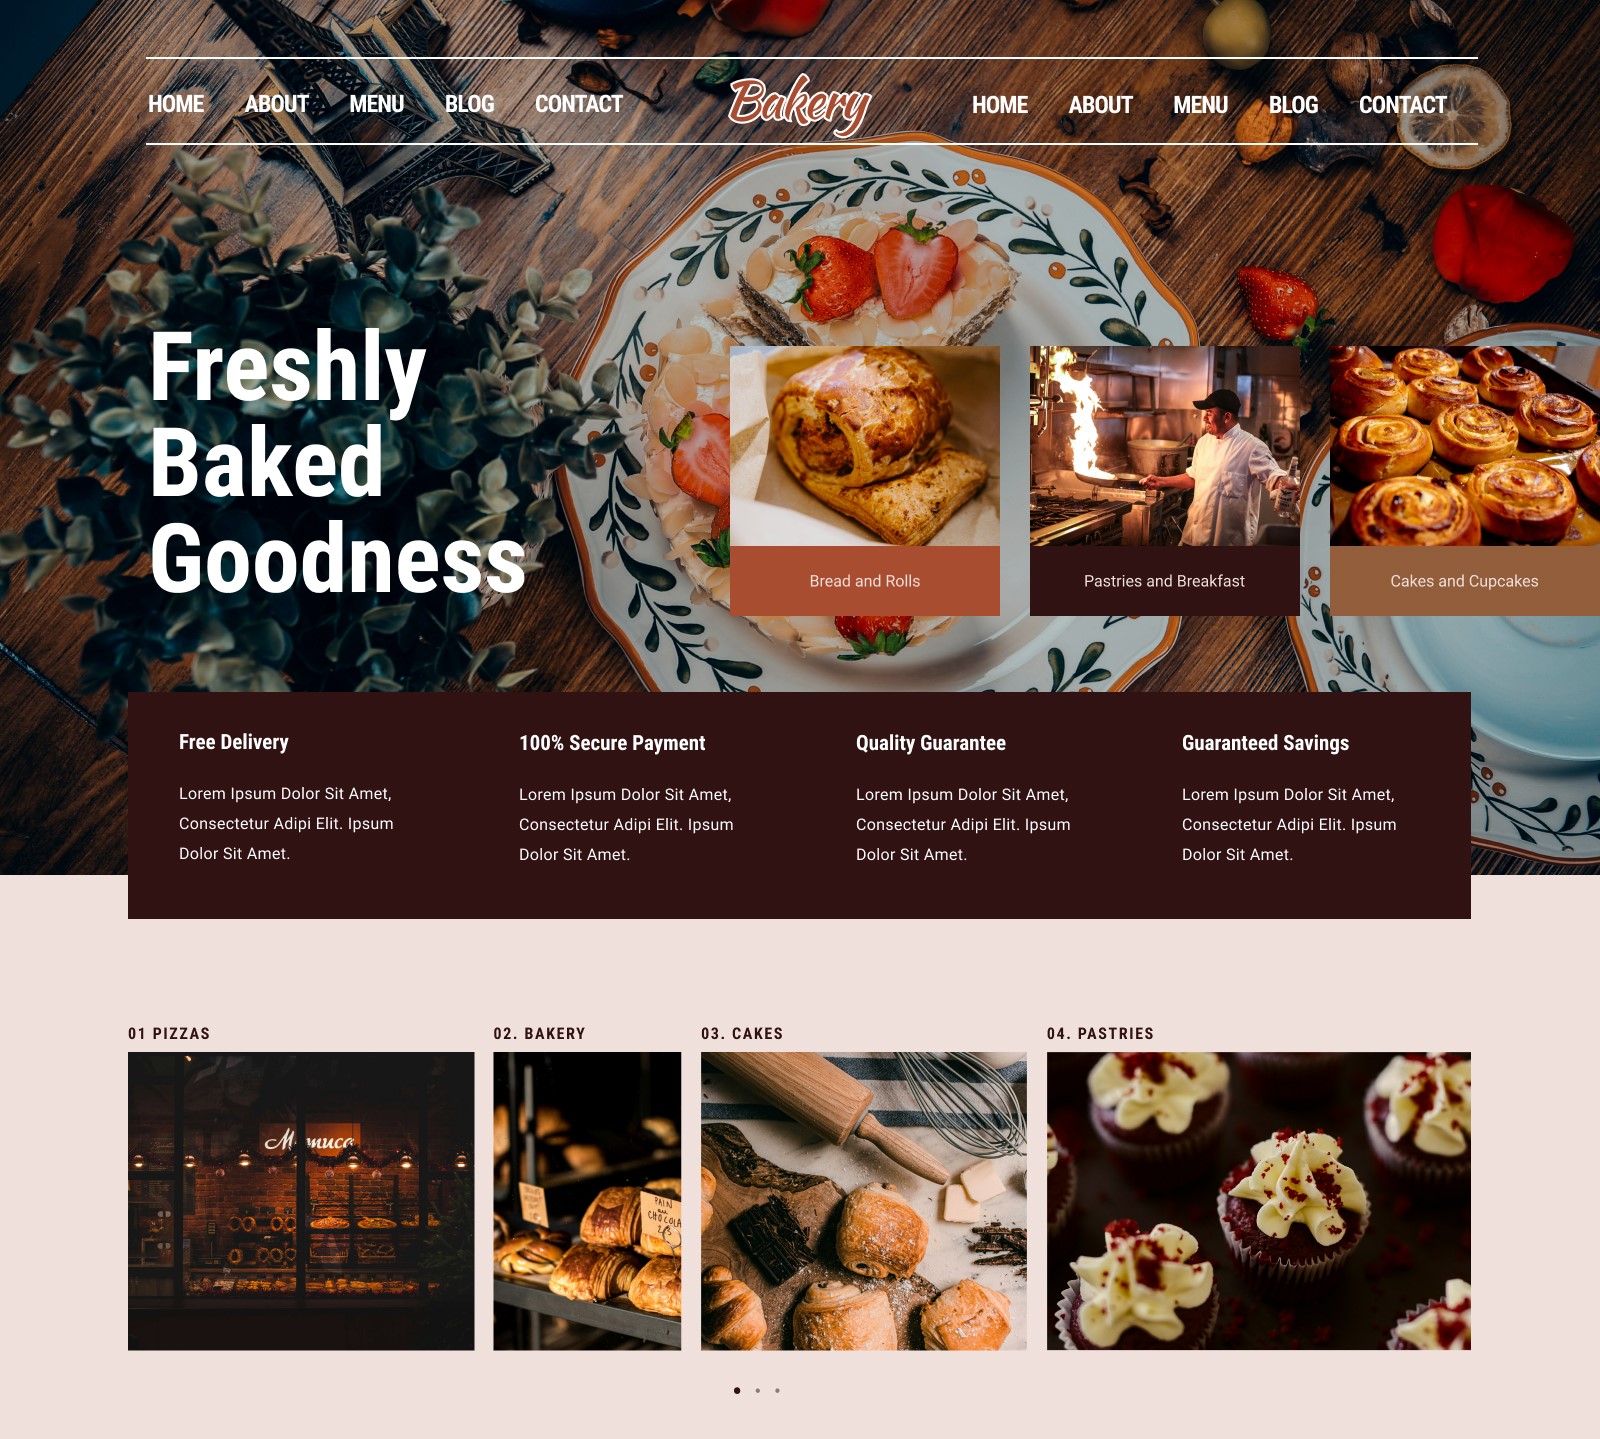 HOME ABOUT MENU BLOG CONTACT Bakery HOME ABOUT MENU BLOG CONTACT
Freshly
Baked
Goodness
Bread and Rolls
Pastries and Breakfast
Cakes and Cupcakes
Free Delivery
Lorem Ipsum Dolor Sit Amet,
Consectetur Adipi Elit. Ipsum
Dolor Sit Amet.
100% Secure Payment
Lorem Ipsum Dolor Sit Amet,
Consectetur Adipi Elit. Ipsum
Dolor Sit Amet.
Quality Guarantee
Lorem Ipsum Dolor Sit Amet,
Consectetur Adipi Elit. Ipsum
Dolor Sit Amet.
Guaranteed Savings
Lorem Ipsum Dolor Sit Amet,
Consectetur Adipi Elit. Ipsum
Dolor Sit Amet.
01 PIZZAS
02. BAKERY
03. CAKES
04. PASTRIES
PAIN
au
CHOCOLA